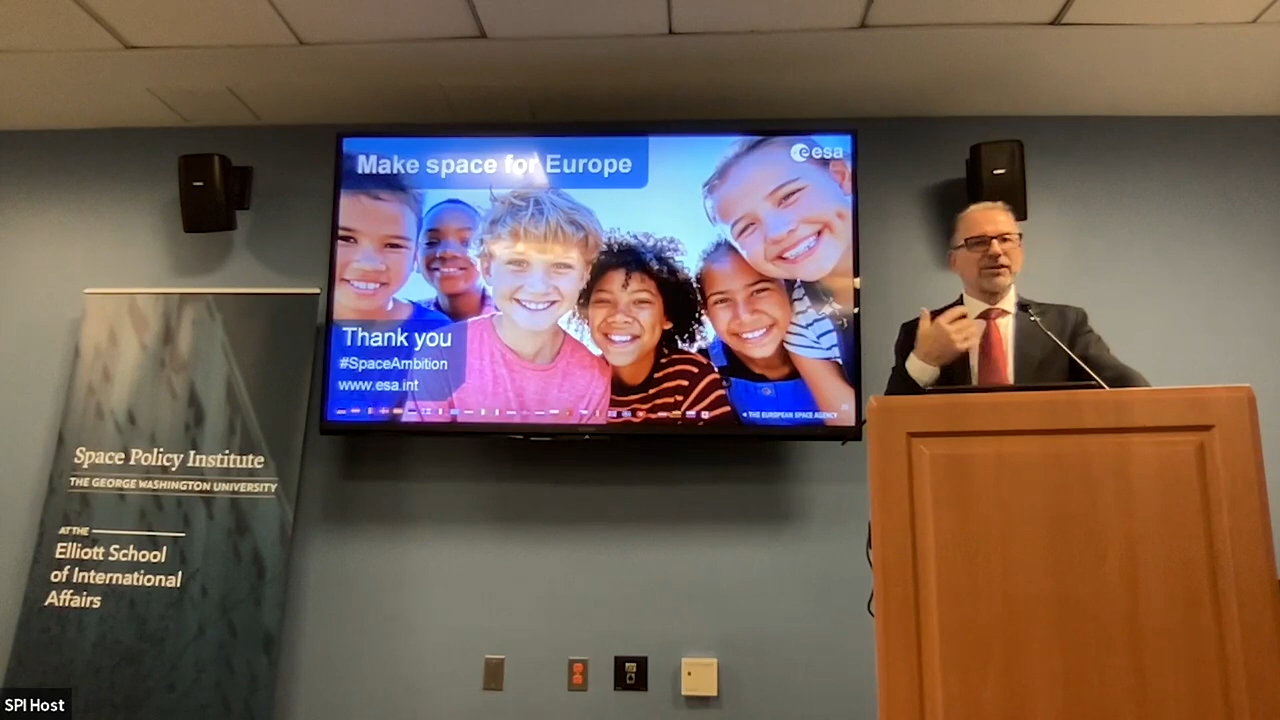 Make space for Europe
esa
Thank you
#SpaceAmbition
www.esa.int
THE EUROPEAN SPACE AGENCY
Space Policy Institute
THE GEORGE WASHINGTON UNIVERSITY
AT THE
Elliott School
of International
Affairs
SPI Host